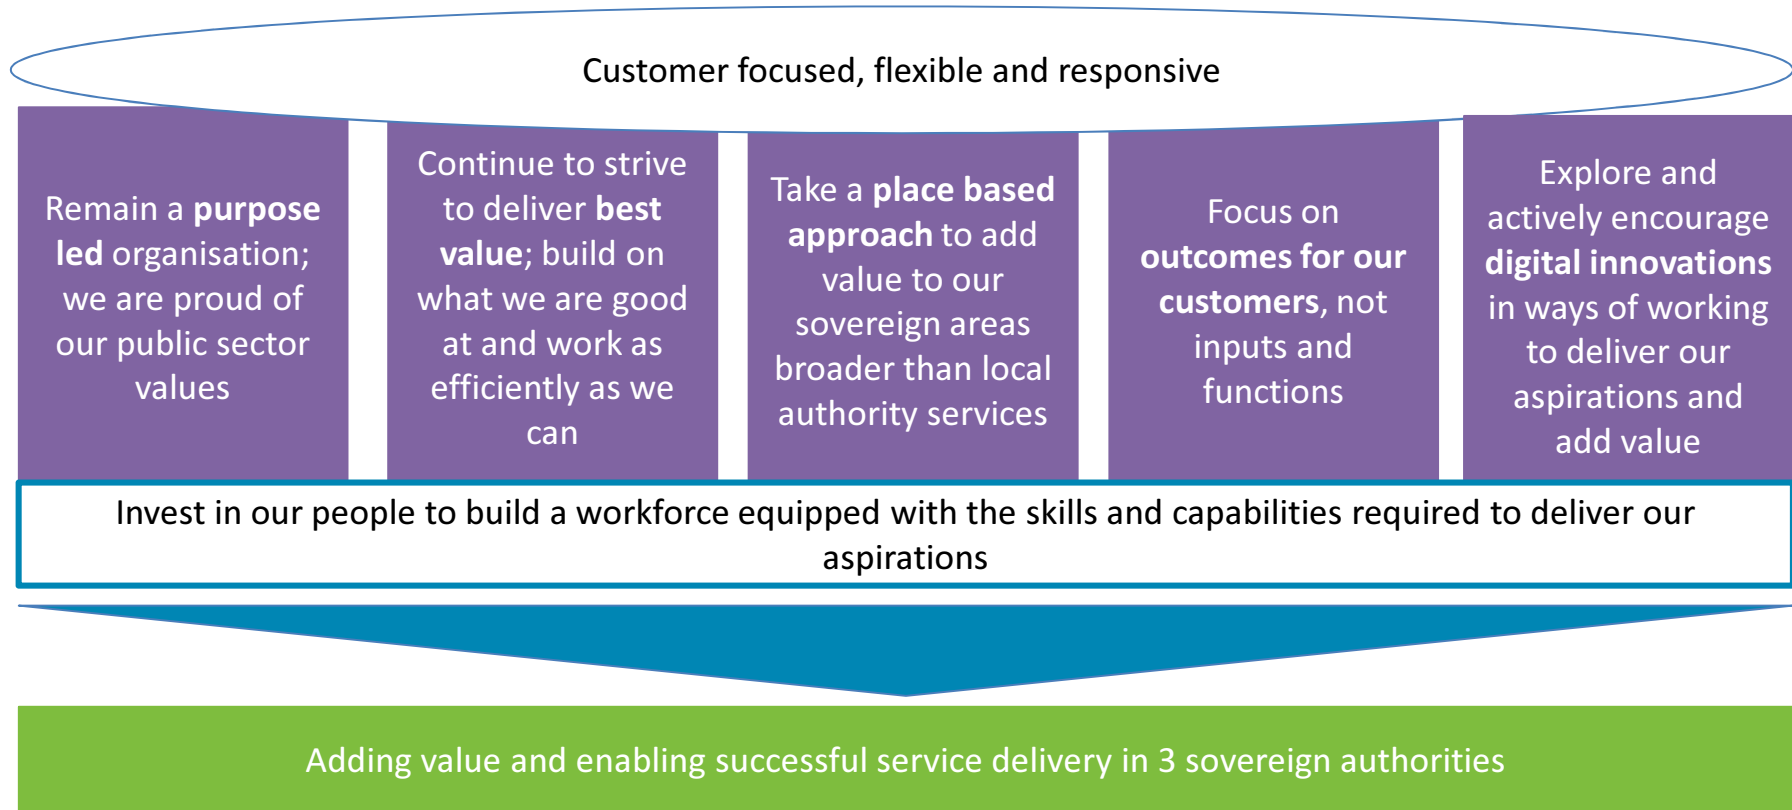 Customer focused, flexible and responsive
Remain a purpose
led organisation;
we are proud of
our public sector
values
Continue to strive
to deliver best
value; build on
what we are good
at and work as
efficiently as we
can
Take a place based
approach to add
value to our
sovereign areas
broader than local
authority services
Focus on
outcomes for our
customers, not
inputs and
functions
Explore and
actively encourage
digital innovations
in ways of working
to deliver our
aspirations and
add value
Invest in our people to build a workforce equipped with the skills and capabilities required to deliver our
aspirations
Adding value and enabling successful service delivery in 3 sovereign authorities